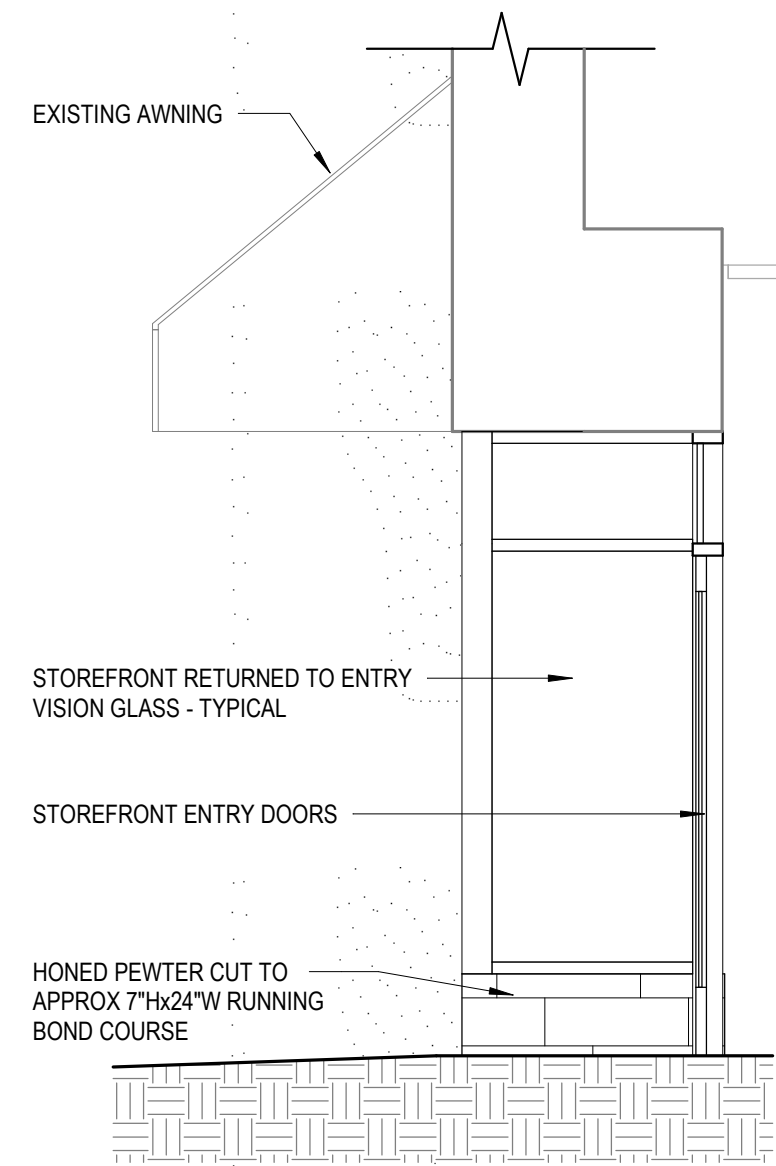 EXISTING AWNING
STOREFRONT RETURNED TO ENTRY
VISION GLASS - TYPICAL
STOREFRONT ENTRY DOORS
HONED PEWTER CUT TO
APPROX 7"Hx24"W RUNNING
BOND COURSE